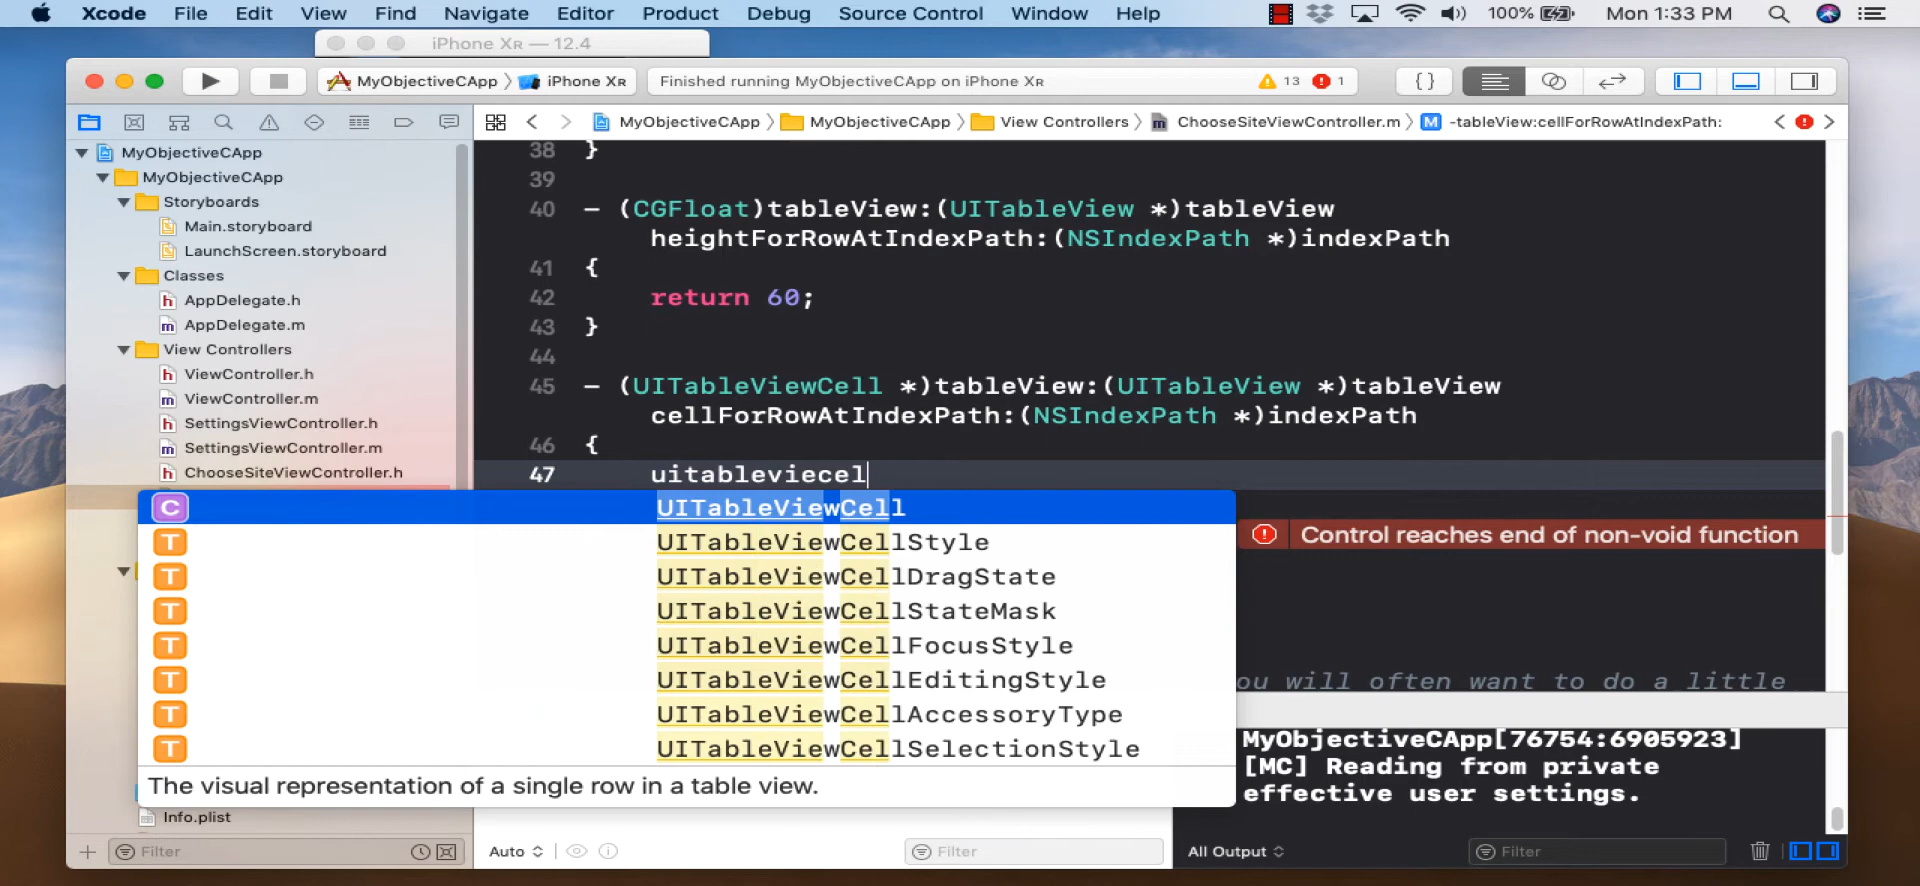 Xcode File Edit View Find Navigate Editor Product Debug Source Control Window Help 100% Mon 1:33 PM
iPhone XR — 12.4
MyObjectiveCApp iPhone XR Finished running MyObjectiveCApp on iPhone XR 13 1 { }
MyObjectiveCApp MyObjectiveCApp View Controllers m ChooseSiteViewController.m M -tableView:cellForRowAtIndexPath:
MyObjectiveCApp
MyObjectiveCApp
Storyboards
Main.storyboard
LaunchScreen.storyboard
Classes
h AppDelegate.h
m AppDelegate.m
View Controllers
h ViewController.h
m ViewController.m
h SettingsViewController.h
m SettingsViewController.m
h ChooseSiteViewController.h
Info.plist
Filter
38 }
39
40 – (CGFloat)tableView:(UITableView *)tableView
heightForRowAtIndexPath:(NSIndexPath *)indexPath
41 {
42 return 60;
43 }
44
45 – (UITableViewCell *)tableView:(UITableView *)tableView
cellForRowAtIndexPath:(NSIndexPath *)indexPath
46 {
47 uitableviecel
C UITableViewCell
T UITableViewCellStyle
T UITableViewCellDragState
T UITableViewCellStateMask
T UITableViewCellFocusStyle
T UITableViewCellEditingStyle
T UITableViewCellAccessoryType
T UITableViewCellSelectionStyle
The visual representation of a single row in a table view.
Control reaches end of non-void function
ou will often want to do a little
MyObjectiveCApp[76754:6905923]
[MC] Reading from private
effective user settings.
Auto Filter
All Output Filter